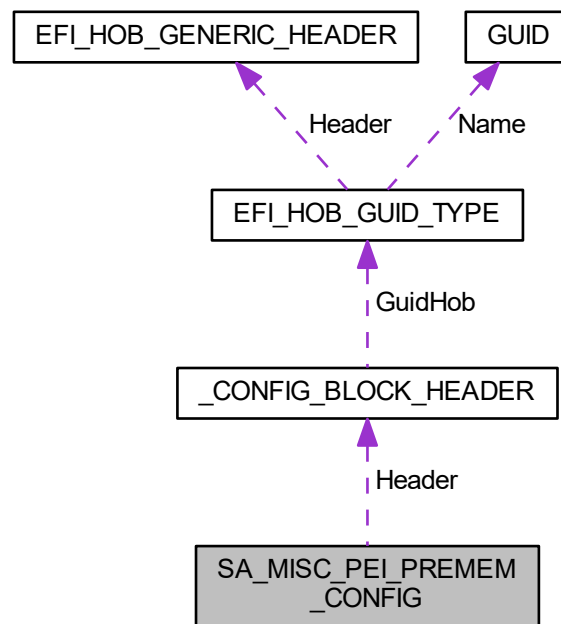 EFI_HOB_GENERIC_HEADER
GUID
Header
Name
EFI_HOB_GUID_TYPE
GuidHob
_CONFIG_BLOCK_HEADER
Header
SA_MISC_PEI_PREMEM
_CONFIG